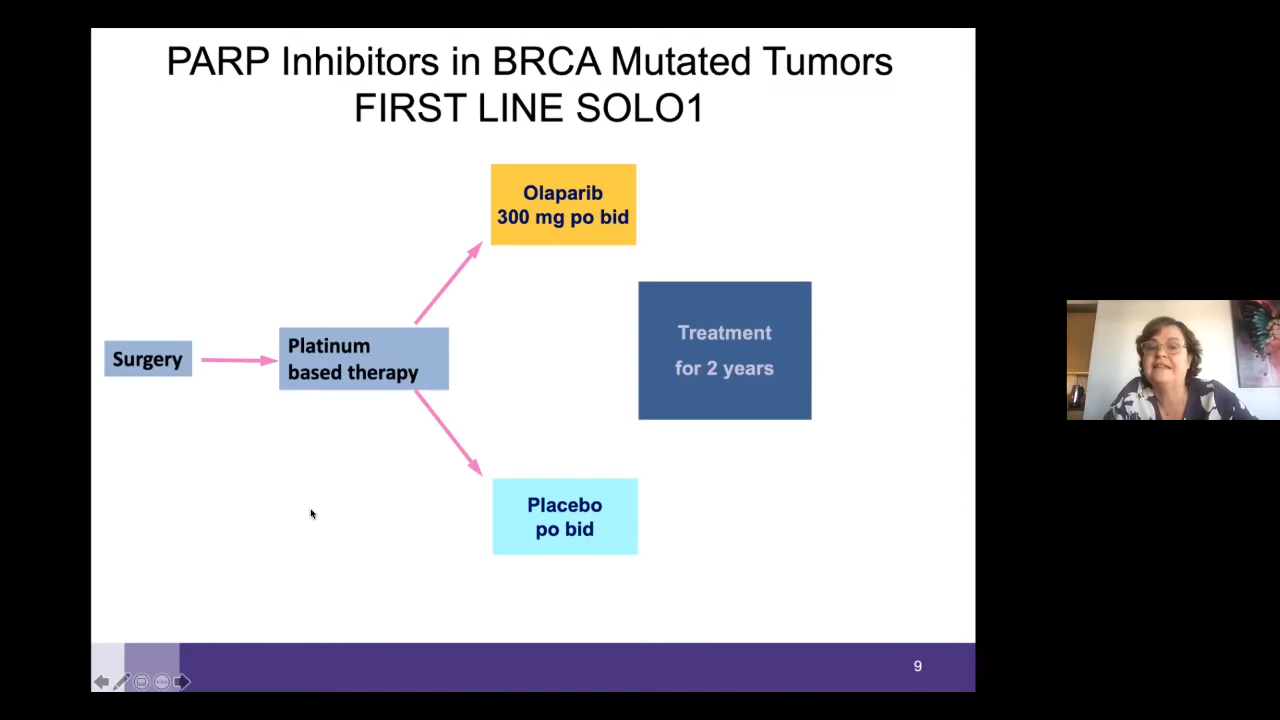 PARP Inhibitors in BRCA Mutated Tumors
FIRST LINE SOLO1
Olaparib
300 mg po bid
Treatment
for 2 years
Surgery
Platinum
based therapy
Placebo
po bid
9